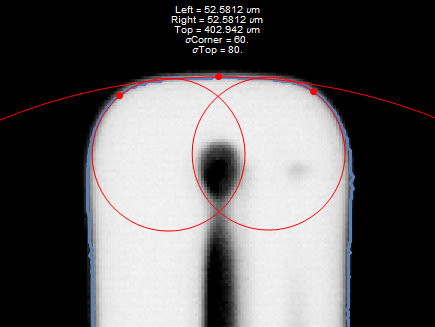 Left = 52.5812 um
Right = 52.5812 um
Top = 402.942 um
σCorner = 60.
σTop = 80.